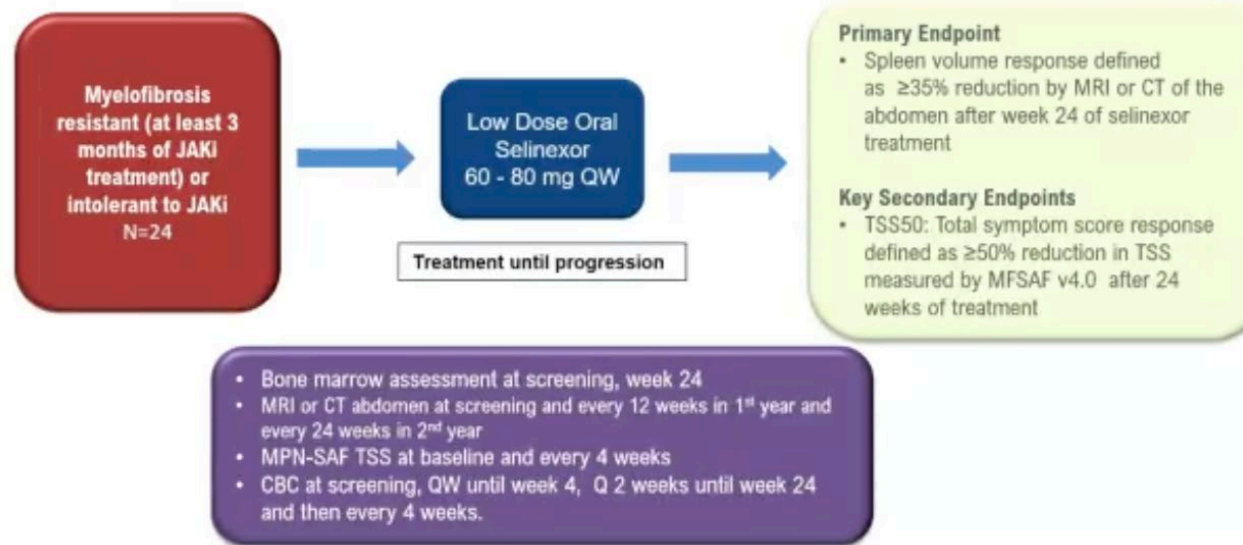 Myelofibrosis
resistant (at least 3
months of JAKi
treatment) or
intolerant to JAKi
N=24
Low Dose Oral
Selinexor
60 - 80 mg QW
Treatment until progression
Primary Endpoint
• Spleen volume response defined
as ≥35% reduction by MRI or CT of the
abdomen after week 24 of selinexor
treatment
Key Secondary Endpoints
• TSS50: Total symptom score response
defined as ≥50% reduction in TSS
measured by MFSAF v4.0 after 24
weeks of treatment
• Bone marrow assessment at screening, week 24
• MRI or CT abdomen at screening and every 12 weeks in 1st year and
every 24 weeks in 2nd year
• MPN-SAF TSS at baseline and every 4 weeks
• CBC at screening, QW until week 4, Q 2 weeks until week 24
and then every 4 weeks.